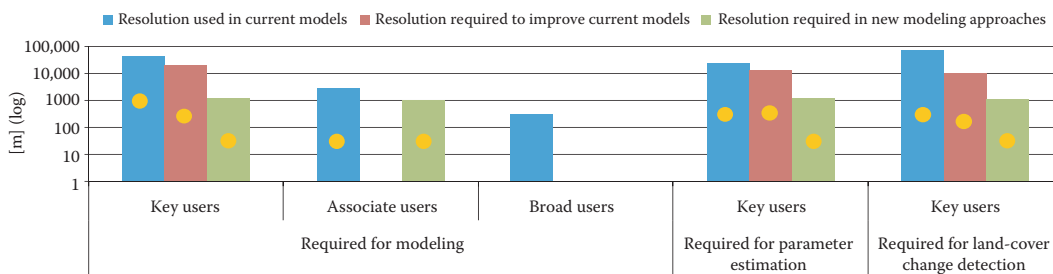 Resolution used in current models Resolution required to improve current models Resolution required in new modeling approaches
[m] (log)
100,000
10,000
1000
100
10
1
Key users Associate users Broad users Key users Key users
Required for modeling Required for parameter estimation Required for land-cover change detection